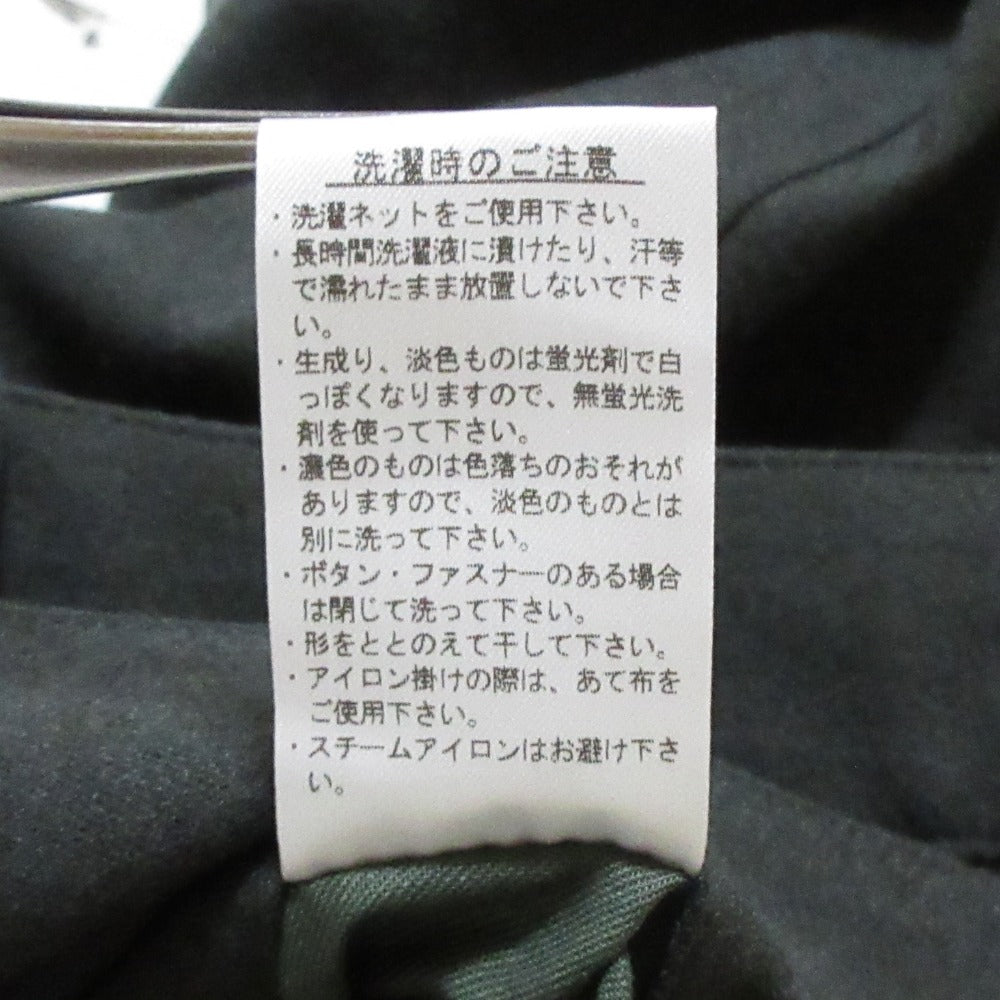 洗濯時のご注意
・洗濯ネットをご使用下さい。
・長時間洗濯液に漬けたり、汗等
で濡れたまま放置しないで下さ
い。
・生成り、淡色ものは蛍光剤で白
っぽくなりますので、無蛍光洗
剤を使って下さい。
・濃色のものは色落ちのおそれが
ありますので、淡色のものとは
別に洗って下さい。
・ボタン・ファスナーのある場合
は閉じて洗って下さい。
・形をととのえて干して下さい。
・アイロン掛けの際は、あて布を
ご使用下さい。
・スチームアイロンはお避け下さ
い。